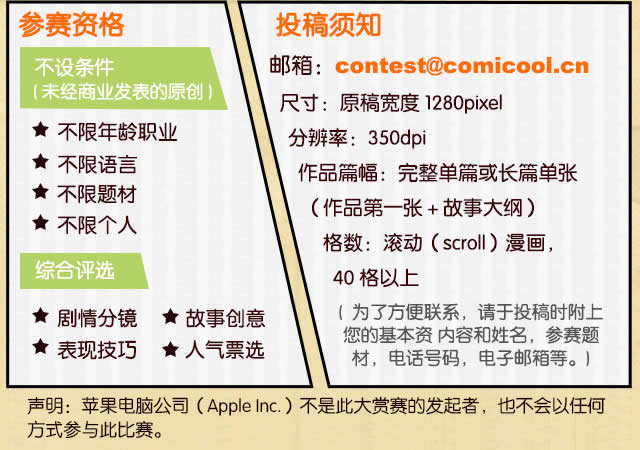 参赛资格
不设条件
（未经商业发表的原创）
★ 不限年龄职业
★ 不限语言
★ 不限题材
★ 不限个人
综合评选
★ 剧情分镜 ★ 故事创意
★ 表现技巧 ★ 人气票选
投稿须知
邮箱：contest@comicool.cn
尺寸：原稿宽度 1280pixel
分辨率：350dpi
作品篇幅：完整单篇或长篇单张
（作品第一张 + 故事大纲）
格数：滚动（scroll）漫画，
40 格以上
（ 为了方便联系，请于投稿时附上
您的基本资 内容和姓名，参赛题
材，电话号码，电子邮箱等。）
声明：苹果电脑公司（Apple Inc.）不是此大赏赛的发起者，也不会以任何
方式参与此比赛。